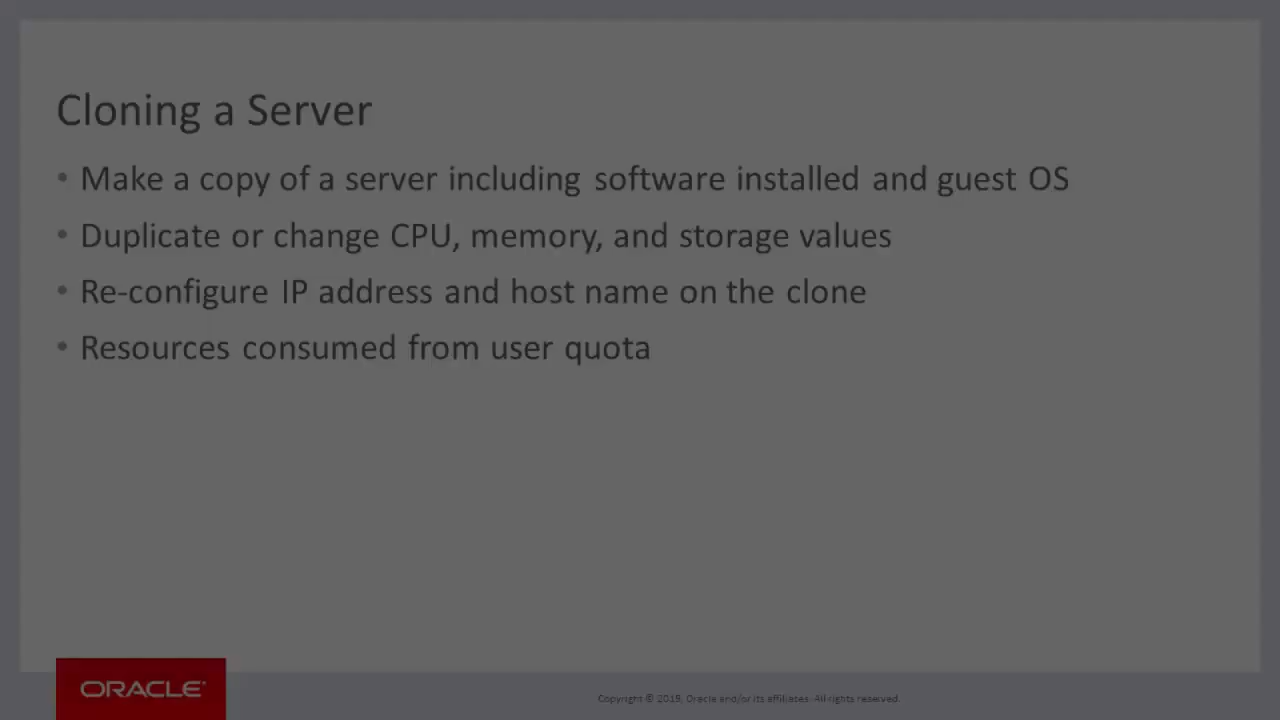 Cloning a Server
• Make a copy of a server including software installed and guest OS
• Duplicate or change CPU, memory, and storage values
• Re-configure IP address and host name on the clone
• Resources consumed from user quota
ORACLE
Copyright © 2015, Oracle and/or its affiliates. All rights reserved.